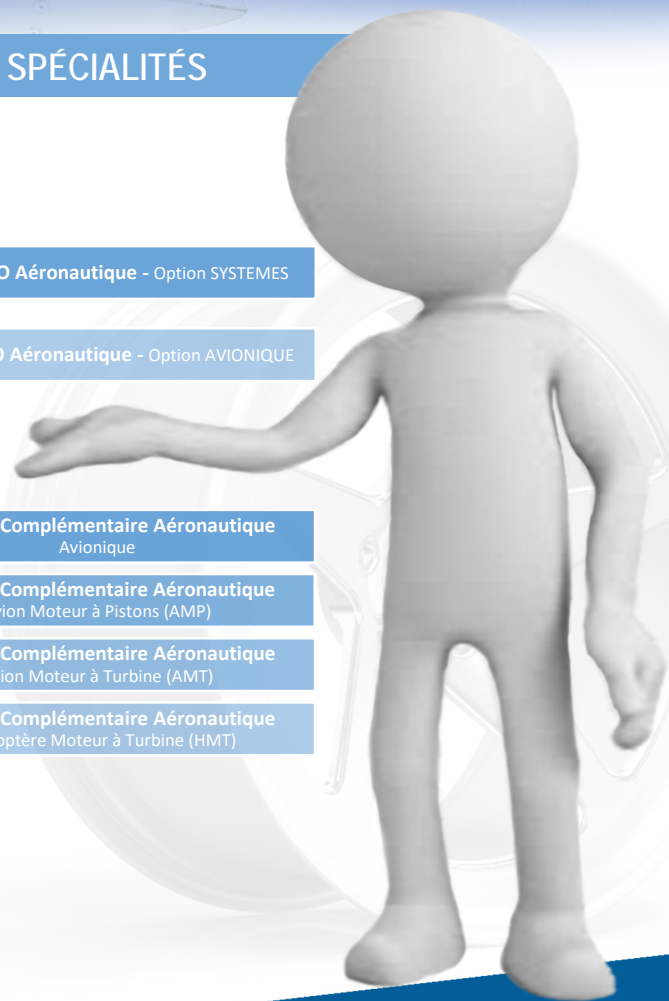 SPÉCIALITÉS
O Aéronautique - Option SYSTEMES
O Aéronautique - Option AVIONIQUE
Complémentaire Aéronautique
Avionique
Complémentaire Aéronautique
ion Moteur à Pistons (AMP)
Complémentaire Aéronautique
ion Moteur à Turbine (AMT)
Complémentaire Aéronautique
optère Moteur à Turbine (HMT)